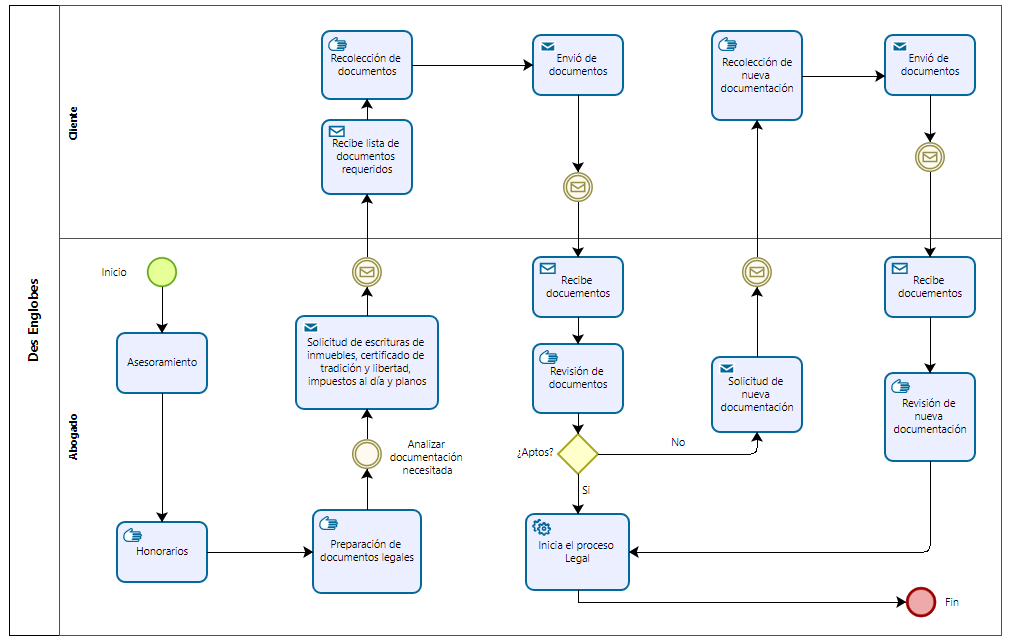 Des Englobes
Cliente
Recolección de
documentos
Recibe lista de
documentos
requeridos
Envió de
documentos
Recolección de
nueva
documentación
Envió de
documentos
Abogado
Inicio
Asesoramiento
Honorarios
Solicitud de escrituras de
inmuebles, certificado de
tradición y libertad,
impuestos al día y planos
Analizar
documentación
necesitada
Preparación de
documentos legales
Recibe
docuementos
Revisión de
documentos
¿Aptos?
No
Si
Inicia el proceso
Legal
Solicitud de
nueva
documentación
Recibe
docuementos
Revisión de
nueva
documentación
Fin